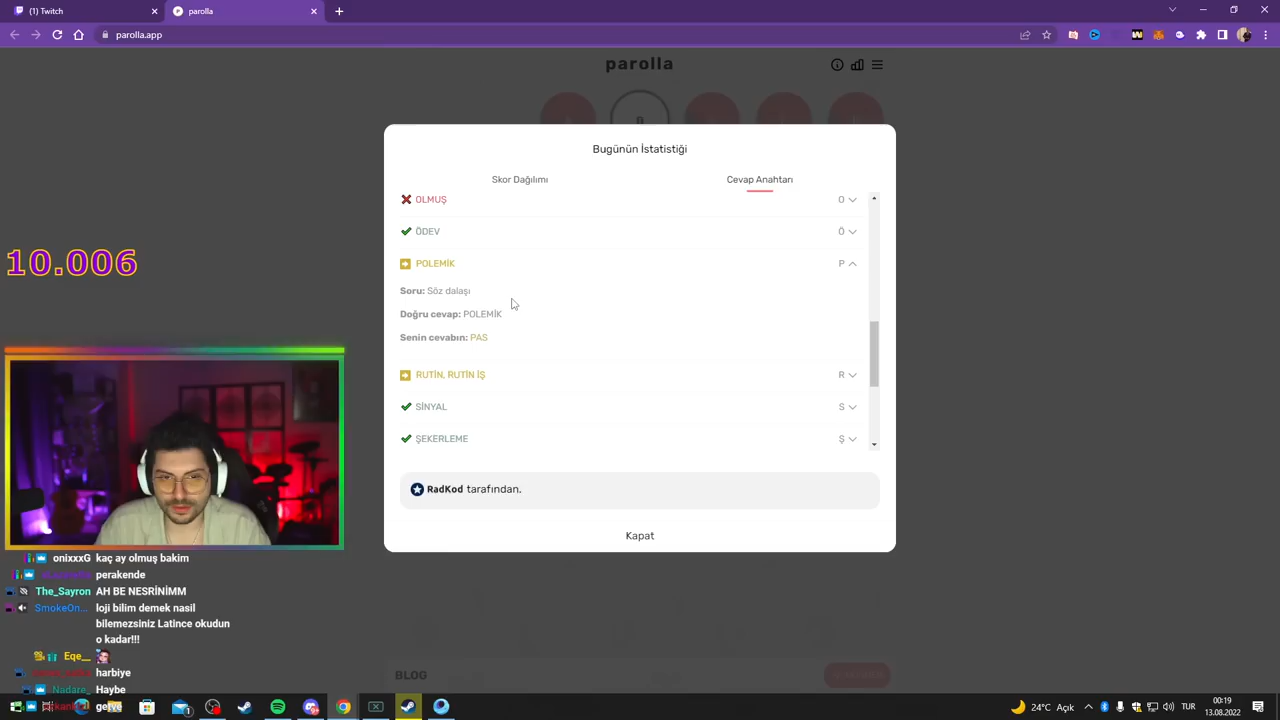 (1) Twitch
parolla
parolla.app
parolla
Bugünün İstatistiği
Skor Dağılımı
Cevap Anahtarı
OLMUŞ
O
ÖDEV
Ö
POLEMİK
P
Soru: Söz dalaşı
Doğru cevap: POLEMİK
Senin cevabın: PAS
RUTİN, RUTİN İŞ
R
SİNYAL
S
ŞEKERLEME
Ş
RadKod tarafından.
Kapat
10.006
onixxxG kaç ay olmuş bakim
perakende
The_Sayron: AH BE NESRİNİMM
SmokeOn... loji bilim demek nasil
bilemezsiniz Latince okudun
o kadar!!!
Eqe__
harbiye
Nadare_ Haybe
BLOG
24°C Açık
TUR
00:19
13.08.2022